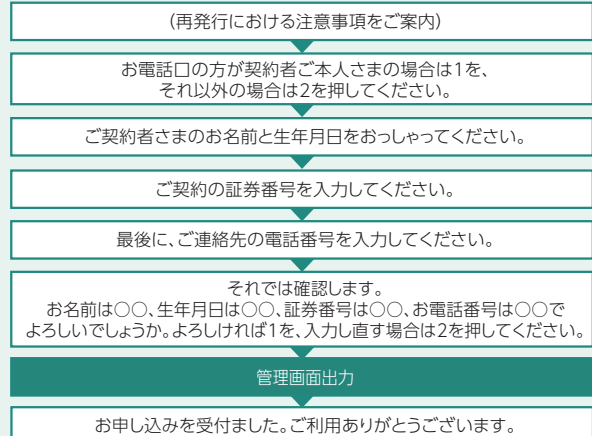 (再発行における注意事項をご案内)
お電話口の方が契約者ご本人さまの場合は1を、
それ以外の場合は2を押してください。
ご契約者さまのお名前と生年月日をおっしゃってください。
ご契約の証券番号を入力してください。
最後に、ご連絡先の電話番号を入力してください。
それでは確認します。
お名前は○○、生年月日は○○、証券番号は○○、お電話番号は○○で
よろしいでしょうか。よろしければ1を、入力し直す場合は2を押してください。
管理画面出力
お申し込みを受付ました。ご利用ありがとうございます。